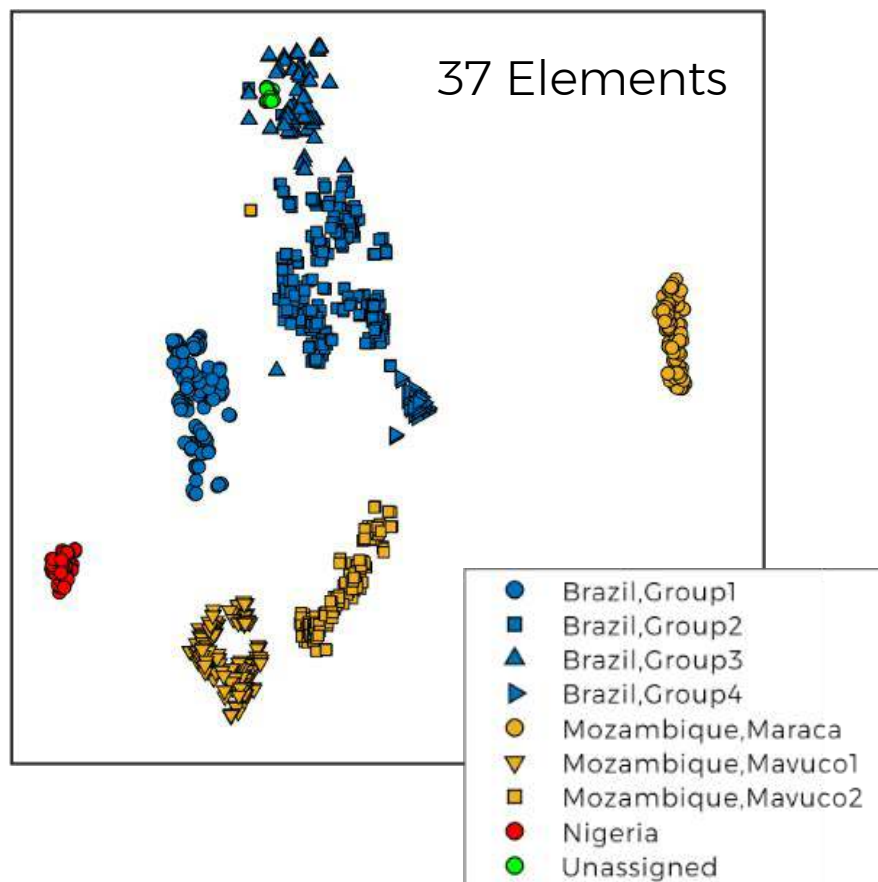 37 Elements
Brazil,Group1
Brazil,Group2
Brazil,Group3
Brazil,Group4
Mozambique,Maraca
Mozambique,Mavuco1
Mozambique,Mavuco2
Nigeria
Unassigned